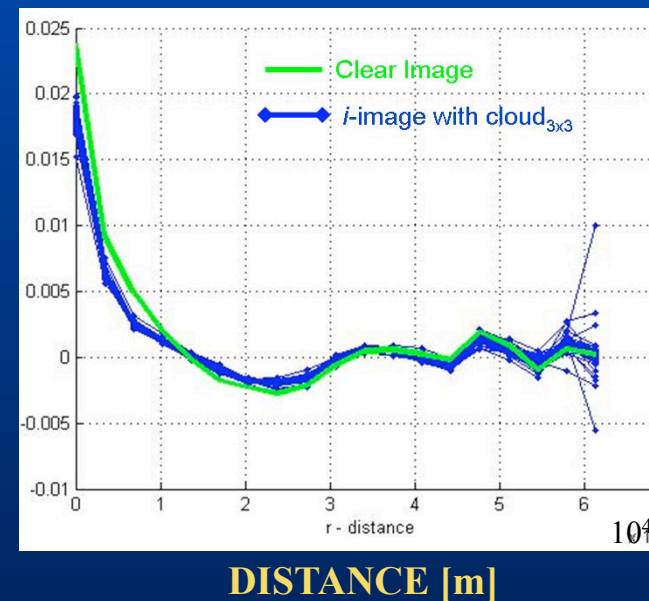 0.025
0.02
0.015
0.01
0.005
0
-0.005
-0.01
Clear Image
i-image with cloud3x3
0 1 2 3 4 5 6
r - distance
10⁴
DISTANCE [m]